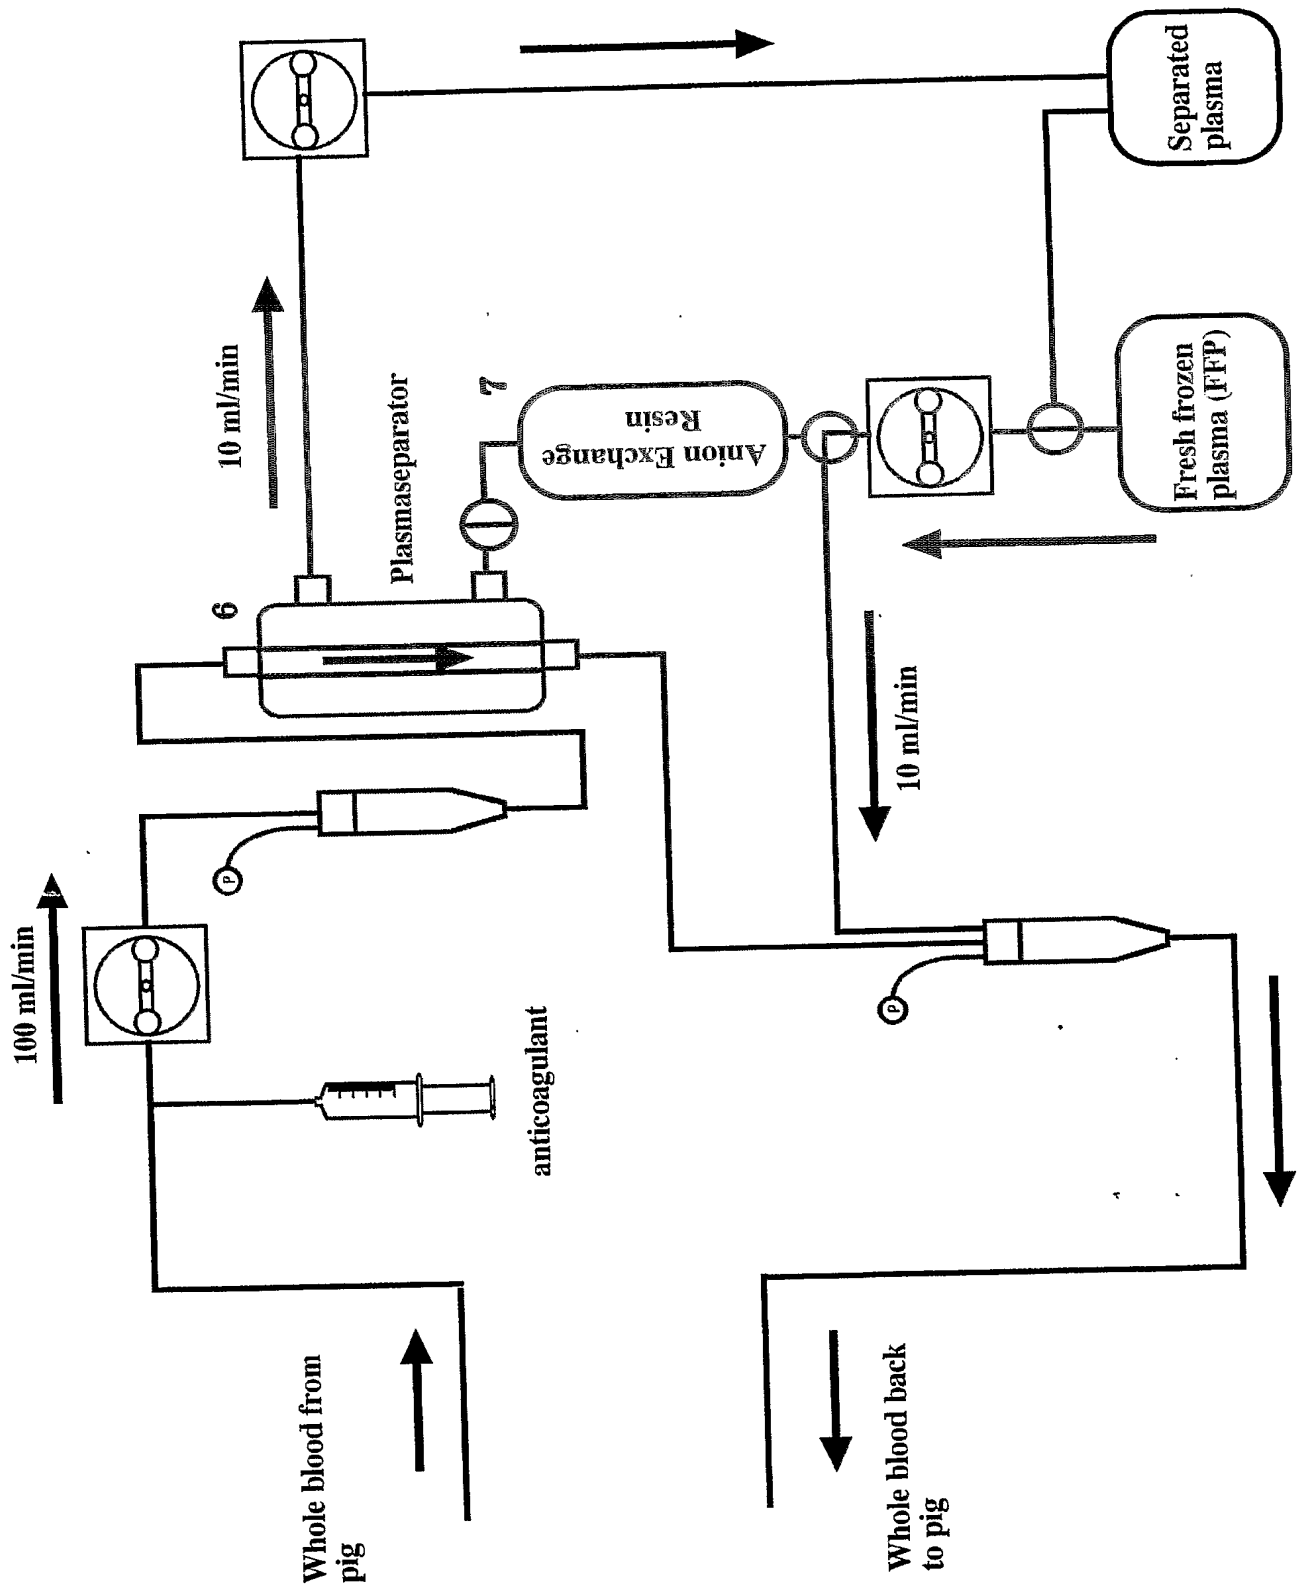 100 ml/min
10 ml/min
6
Plasmaseparator
7
Anion Exchange
Resin
P
anticoagulant
Whole blood from
pig
Separated
plasma
Fresh frozen
plasma (FFP)
10 ml/min
P
Whole blood back
to pig